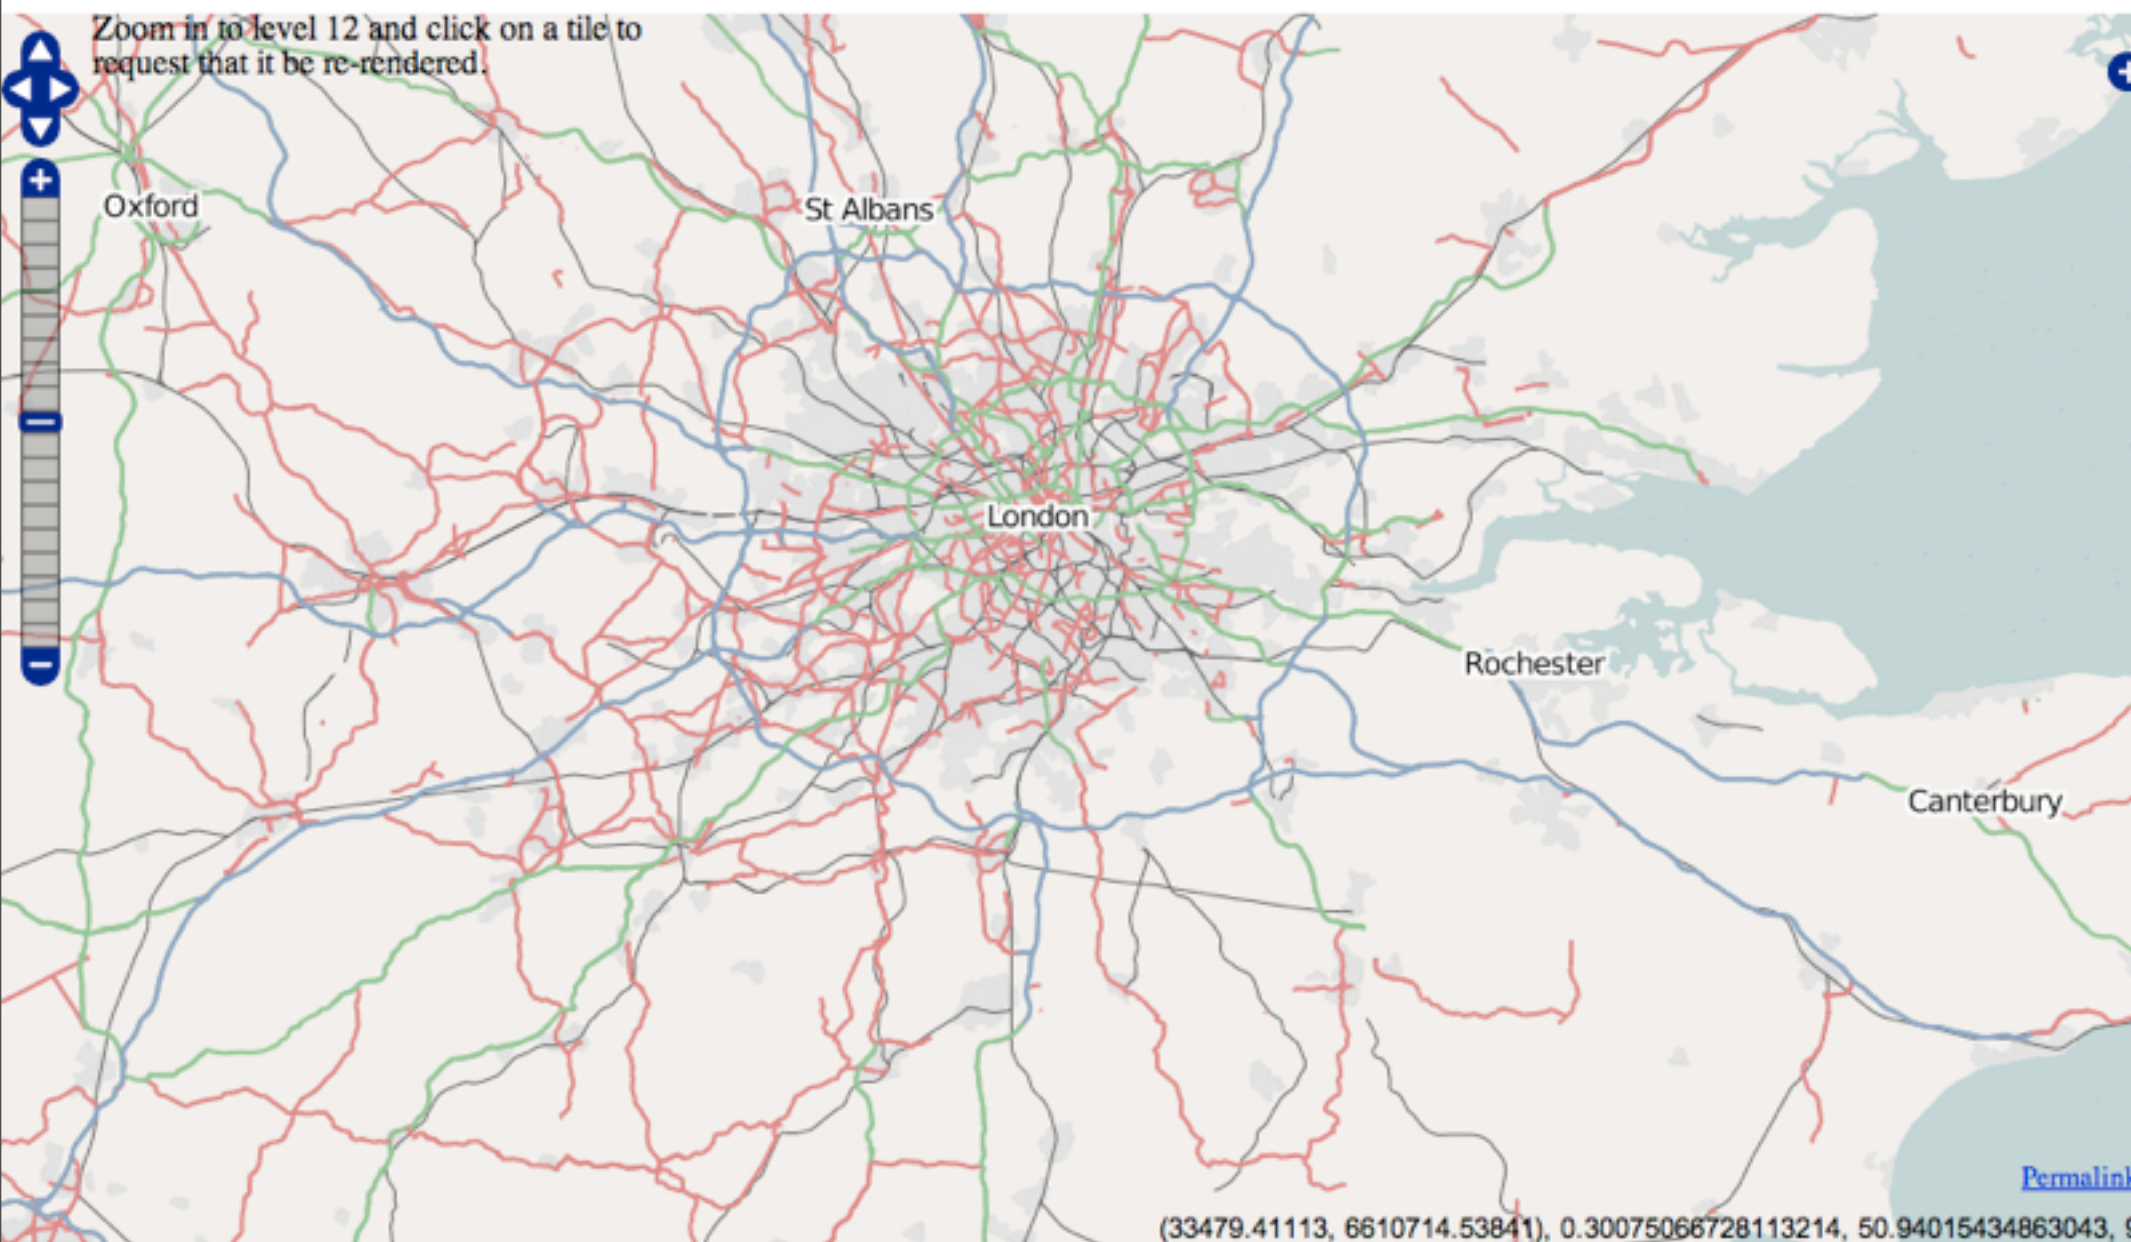 Zoom in to level 12 and click on a tile to
request that it be re-rendered.
Oxford
St Albans
London
Rochester
Canterbury
Permalink
(33479.41113, 6610714.53841), 0.30075066728113214, 50.94015434863043, 9